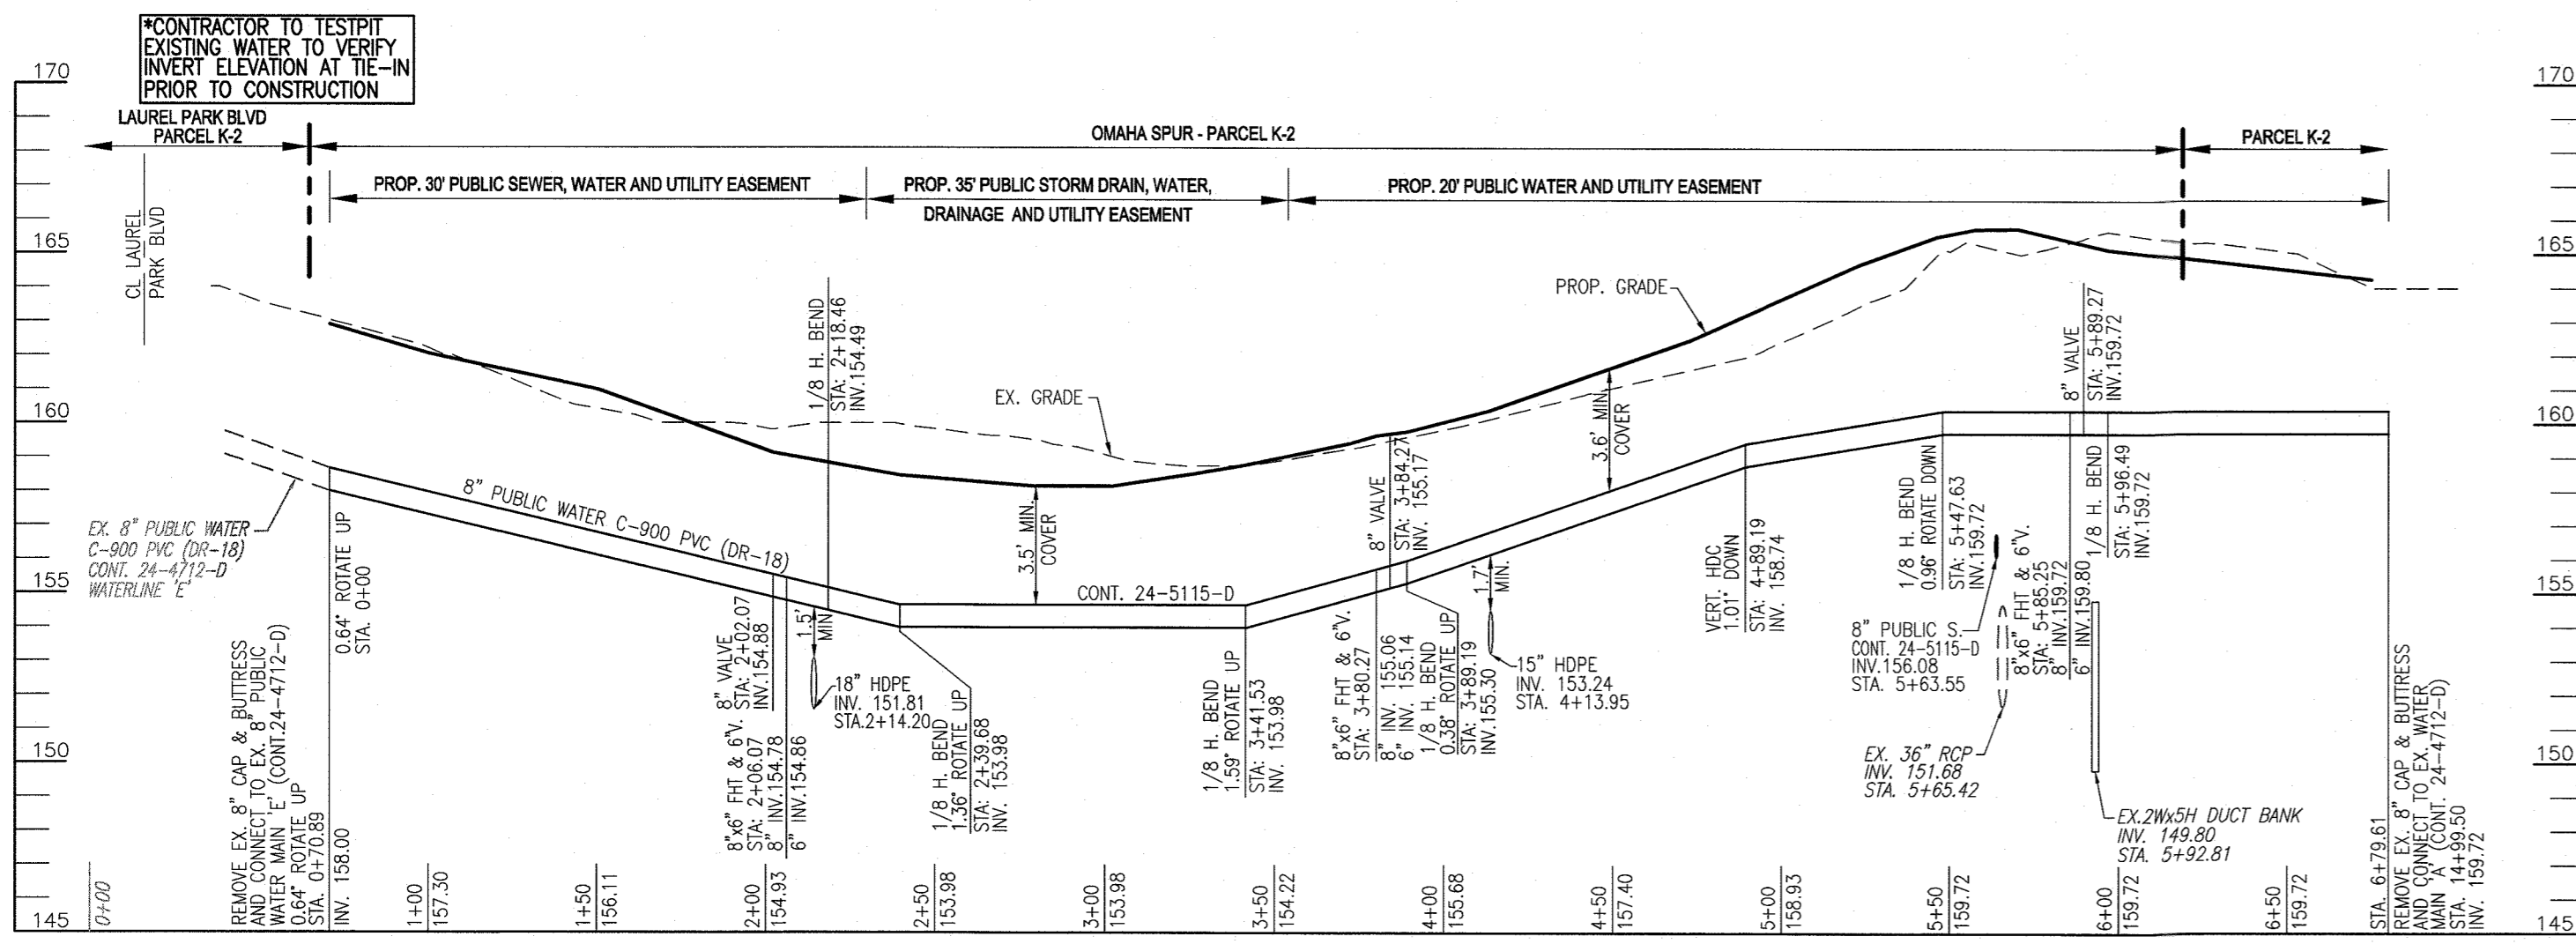 *CONTRACTOR TO TESTPIT
EXISTING WATER TO VERIFY
INVERT ELEVATION AT TIE-IN
PRIOR TO CONSTRUCTION
170
170
LAUREL PARK BLVD
PARCEL K-2
OMAHA SPUR - PARCEL K-2
PARCEL K-2
PROP. 30' PUBLIC SEWER, WATER AND UTILITY EASEMENT
PROP. 35' PUBLIC STORM DRAIN, WATER,
DRAINAGE AND UTILITY EASEMENT
PROP. 20' PUBLIC WATER AND UTILITY EASEMENT
CL LAUREL
PARK BLVD
165
165
1/8 H. BEND
STA: 2+18.46
INV.154.49
PROP. GRADE
EX. GRADE
8" VALVE
STA: 5+89.27
INV.159.72
160
160
3.6' MIN.
COVER
8" PUBLIC WATER C-900 PVC (DR-18)
EX. 8" PUBLIC WATER
C-900 PVC (DR-18)
CONT. 24-4712-D
WATERLINE 'E'
0.64° ROTATE UP
STA. 0+00
3.5' MIN.
COVER
8" VALVE
STA: 3+84.27
INV. 155.17
CONT. 24-5115-D
155
155
1.5'
MIN
1.7'
MIN.
8" VALVE
STA: 2+02.07
INV.154.88
8"x6" FHT & 6"V.
STA: 2+06.07
8" INV.154.78
6" INV.154.86
18" HDPE
INV. 151.81
STA.2+14.20
1/8 H. BEND
1.36° ROTATE UP
STA: 2+39.68
INV. 153.98
1/8 H. BEND
1.59° ROTATE UP
STA: 3+41.53
INV. 153.98
8"x6" FHT & 6"V.
STA: 3+80.27
8" INV. 155.06
6" INV. 155.14
1/8 H. BEND
0.38° ROTATE UP
STA: 3+89.19
INV.155.30
15" HDPE
INV. 153.24
STA. 4+13.95
VERT. HDC
1.01° DOWN
STA: 4+89.19
INV. 158.74
1/8 H. BEND
0.96° ROTATE DOWN
STA: 5+47.63
INV.159.72
8" PUBLIC S.
CONT. 24-5115-D
INV.156.08
STA. 5+63.55
8"x6" FHT & 6"V.
STA: 5+85.25
8" INV.159.72
6" INV.159.80
1/8 H. BEND
STA: 5+96.49
INV.159.72
EX. 36" RCP
INV. 151.68
STA. 5+65.42
EX.2Wx5H DUCT BANK
INV. 149.80
STA. 5+92.81
150
150
REMOVE EX. 8" CAP & BUTTRESS
AND CONNECT TO EX. 8" PUBLIC
WATER MAIN 'E' (CONT.24-4712-D)
0.64° ROTATE UP
STA. 0+70.89
INV. 158.00
STA. 6+79.61
REMOVE EX. 8" CAP & BUTTRESS
AND CONNECT TO EX. WATER
MAIN 'A' (CONT. 24-4712-D)
STA. 14+99.50
INV. 159.72
145
145
0+00
1+00
157.30
1+50
156.11
2+00
154.93
2+50
153.98
3+00
153.98
3+50
154.22
4+00
155.68
4+50
157.40
5+00
158.93
5+50
159.72
6+00
159.72
6+50
159.72